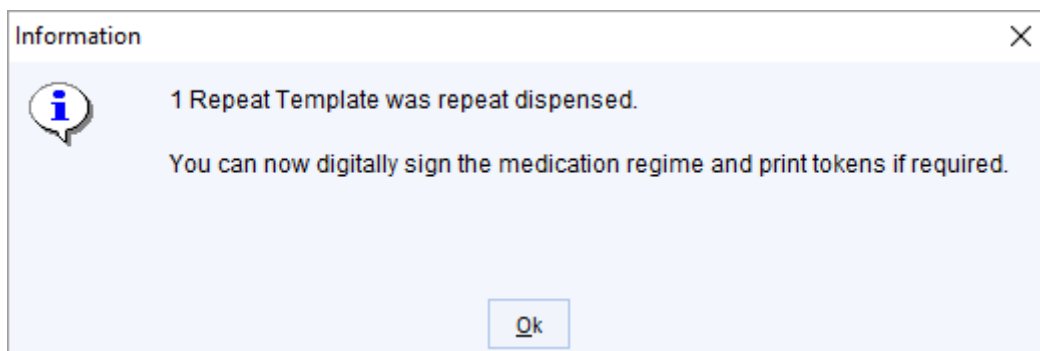 Information
1 Repeat Template was repeat dispensed.
You can now digitally sign the medication regime and print tokens if required.
Ok